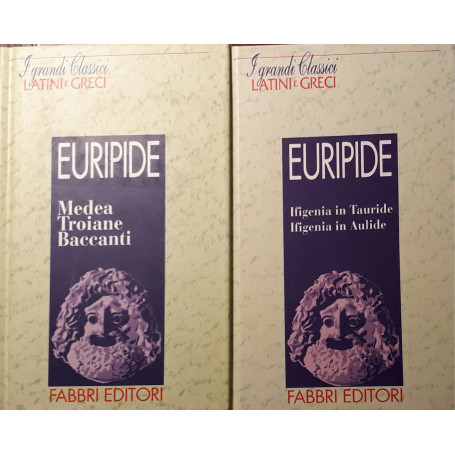 I grandi Classici
LATINI E GRECI
EURIPIDE
Medea
Troiane
Baccanti
FABBRI EDITORI
I grandi Classici
LATINI E GRECI
EURIPIDE
Ifigenia in Tauride
Ifigenia in Aulide
FABBRI EDITORI